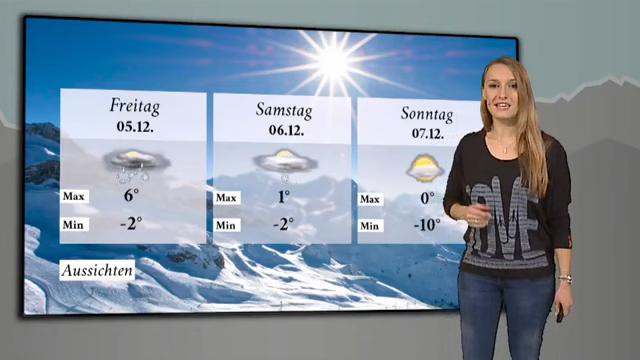 Freitag
05.12.
Max 6°
Min -2°
Samstag
06.12.
Max 1°
Min -2°
Sonntag
07.12.
Max 0°
Min -10°
Aussichten